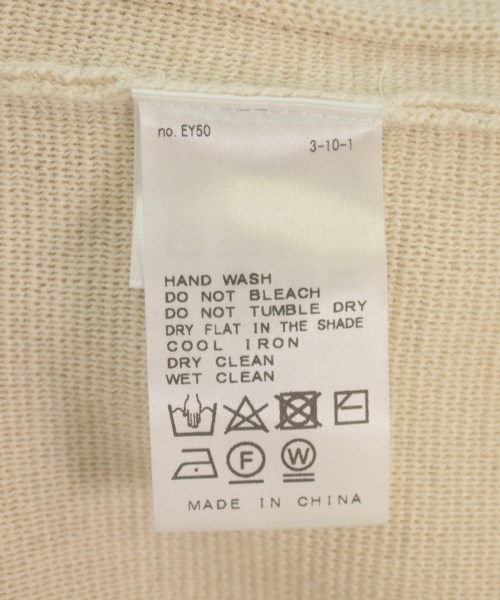 no. EY50
3-10-1
HAND WASH
DO NOT BLEACH
DO NOT TUMBLE DRY
DRY FLAT IN THE SHADE
COOL IRON
DRY CLEAN
WET CLEAN
F W
MADE IN CHINA